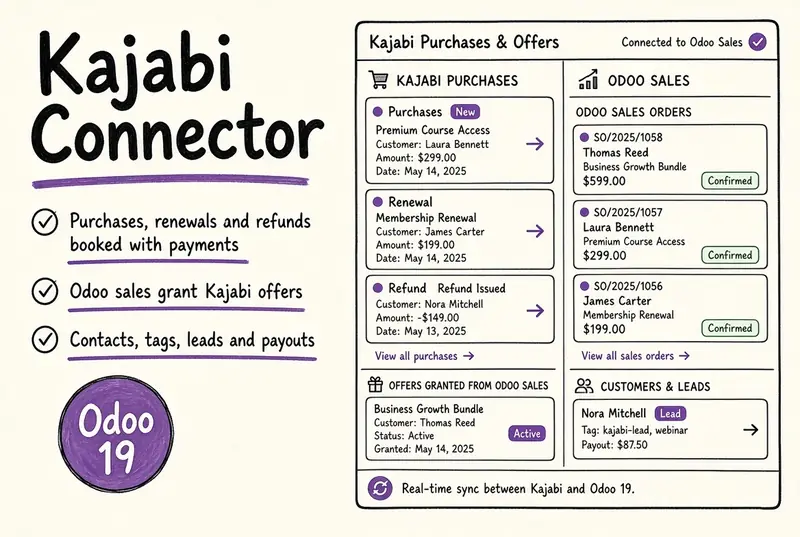 Kajabi
Connector
Purchases, renewals and refunds
booked with payments
Odoo sales grant Kajabi offers
Contacts, tags, leads and payouts
Odoo
19
Kajabi Purchases & Offers
Connected to Odoo Sales
KAJABI PURCHASES
Purchases New
Premium Course Access
Customer: Laura Bennett
Amount: $299.00
Date: May 14, 2025
Renewal
Membership Renewal
Customer: James Carter
Amount: $199.00
Date: May 14, 2025
Refund Refund Issued
Customer: Nora Mitchell
Amount: -$149.00
Date: May 13, 2025
View all purchases →
ODOO SALES
ODOO SALES ORDERS
SO/2025/1058
Thomas Reed
Business Growth Bundle
$599.00
Confirmed
SO/2025/1057
Laura Bennett
Premium Course Access
$299.00
Confirmed
SO/2025/1056
James Carter
Membership Renewal
$199.00
Confirmed
View all sales orders →
OFFERS GRANTED FROM ODOO SALES
Business Growth Bundle
Customer: Thomas Reed
Status: Active
Granted: May 14, 2025
Active
CUSTOMERS & LEADS
Nora Mitchell Lead
Tag: kajabi-lead, webinar
Payout: $87.50
Real-time sync between Kajabi and Odoo 19.